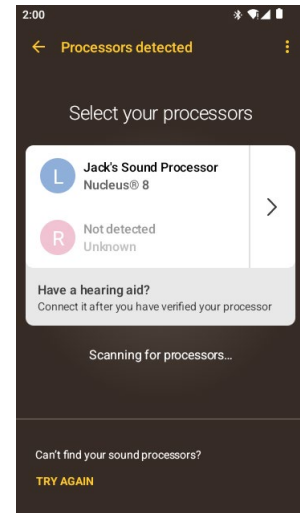 2:00
Processors detected
Select your processors
L
Jack's Sound Processor
Nucleus® 8
R
Not detected
Unknown
Have a hearing aid?
Connect it after you have verified your processor
Scanning for processors...
Can't find your sound processors?
TRY AGAIN